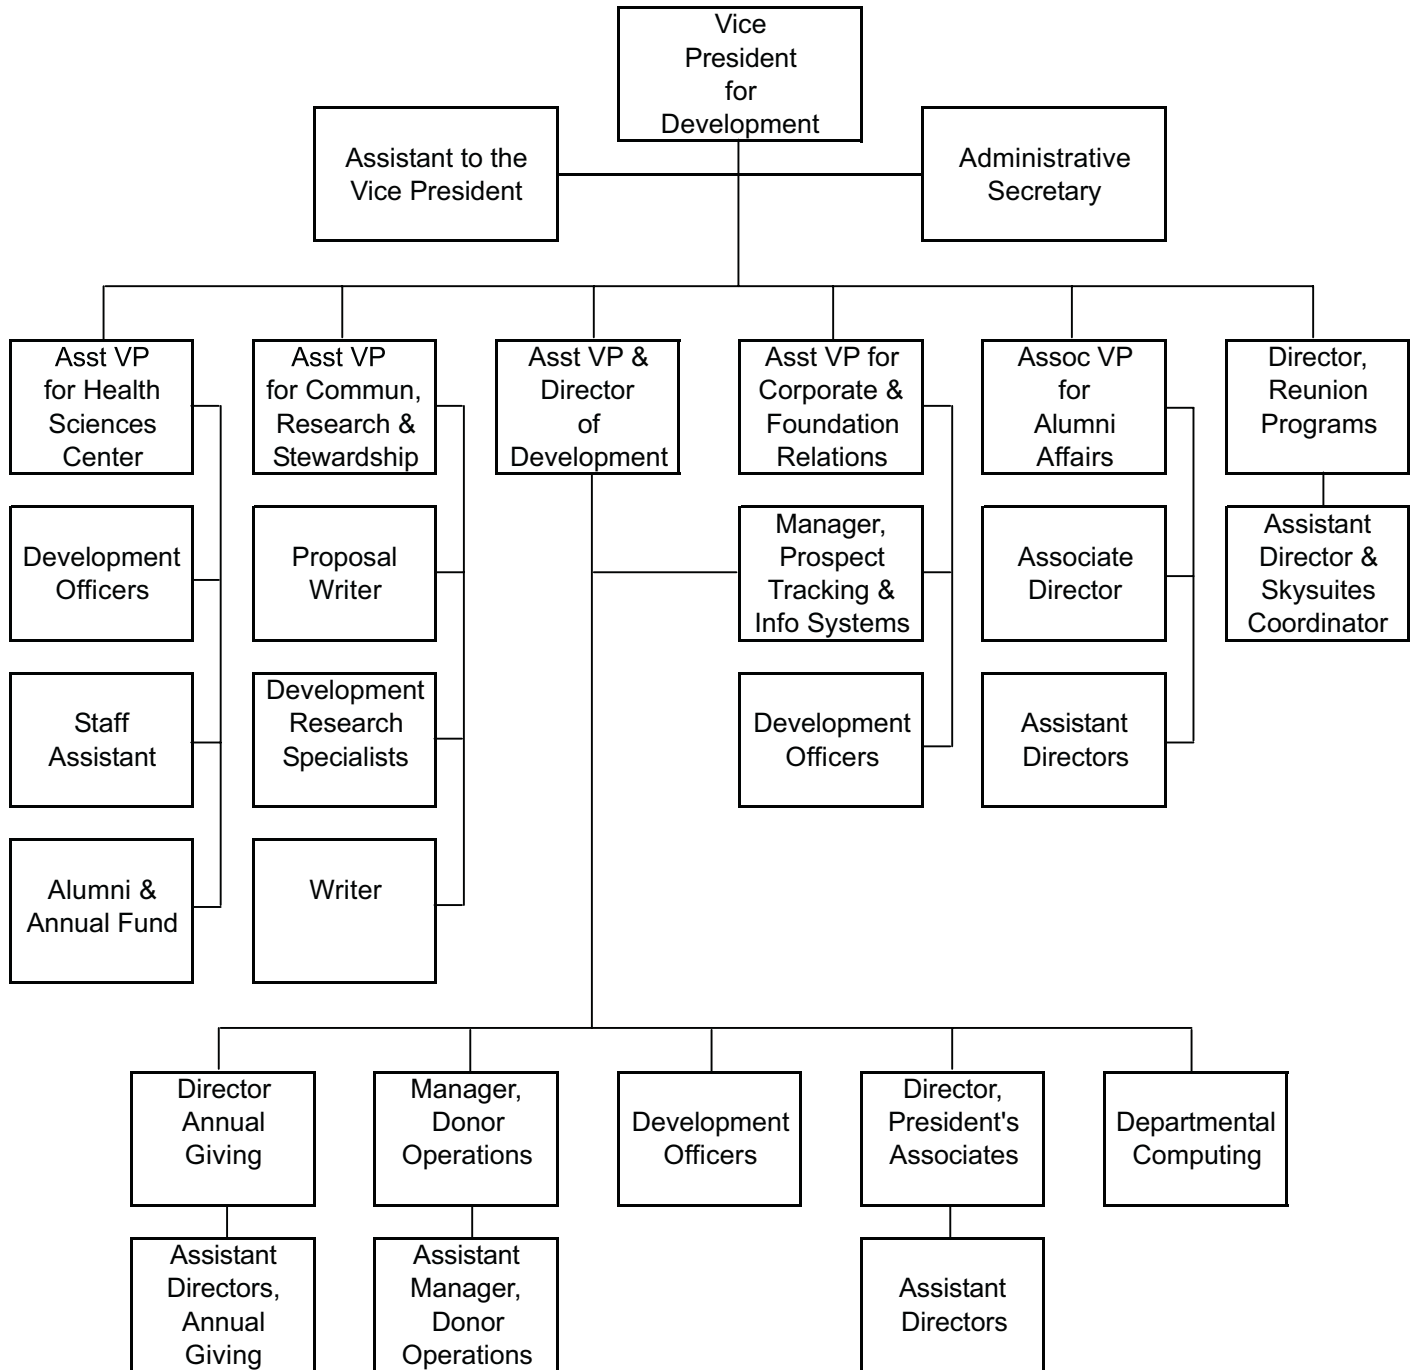 Vice
President
for
Development
Assistant to the
Vice President
Administrative
Secretary
Asst VP
for Health
Sciences
Center
Asst VP
for Commun,
Research &
Stewardship
Asst VP &
Director
of
Development
Asst VP for
Corporate &
Foundation
Relations
Assoc VP
for
Alumni
Affairs
Director,
Reunion
Programs
Development
Officers
Proposal
Writer
Manager,
Prospect
Tracking &
Info Systems
Associate
Director
Assistant
Director &
Skysuites
Coordinator
Staff
Assistant
Development
Research
Specialists
Development
Officers
Assistant
Directors
Alumni &
Annual Fund
Writer
Director
Annual
Giving
Manager,
Donor
Operations
Development
Officers
Director,
President's
Associates
Departmental
Computing
Assistant
Directors,
Annual
Giving
Assistant
Manager,
Donor
Operations
Assistant
Directors